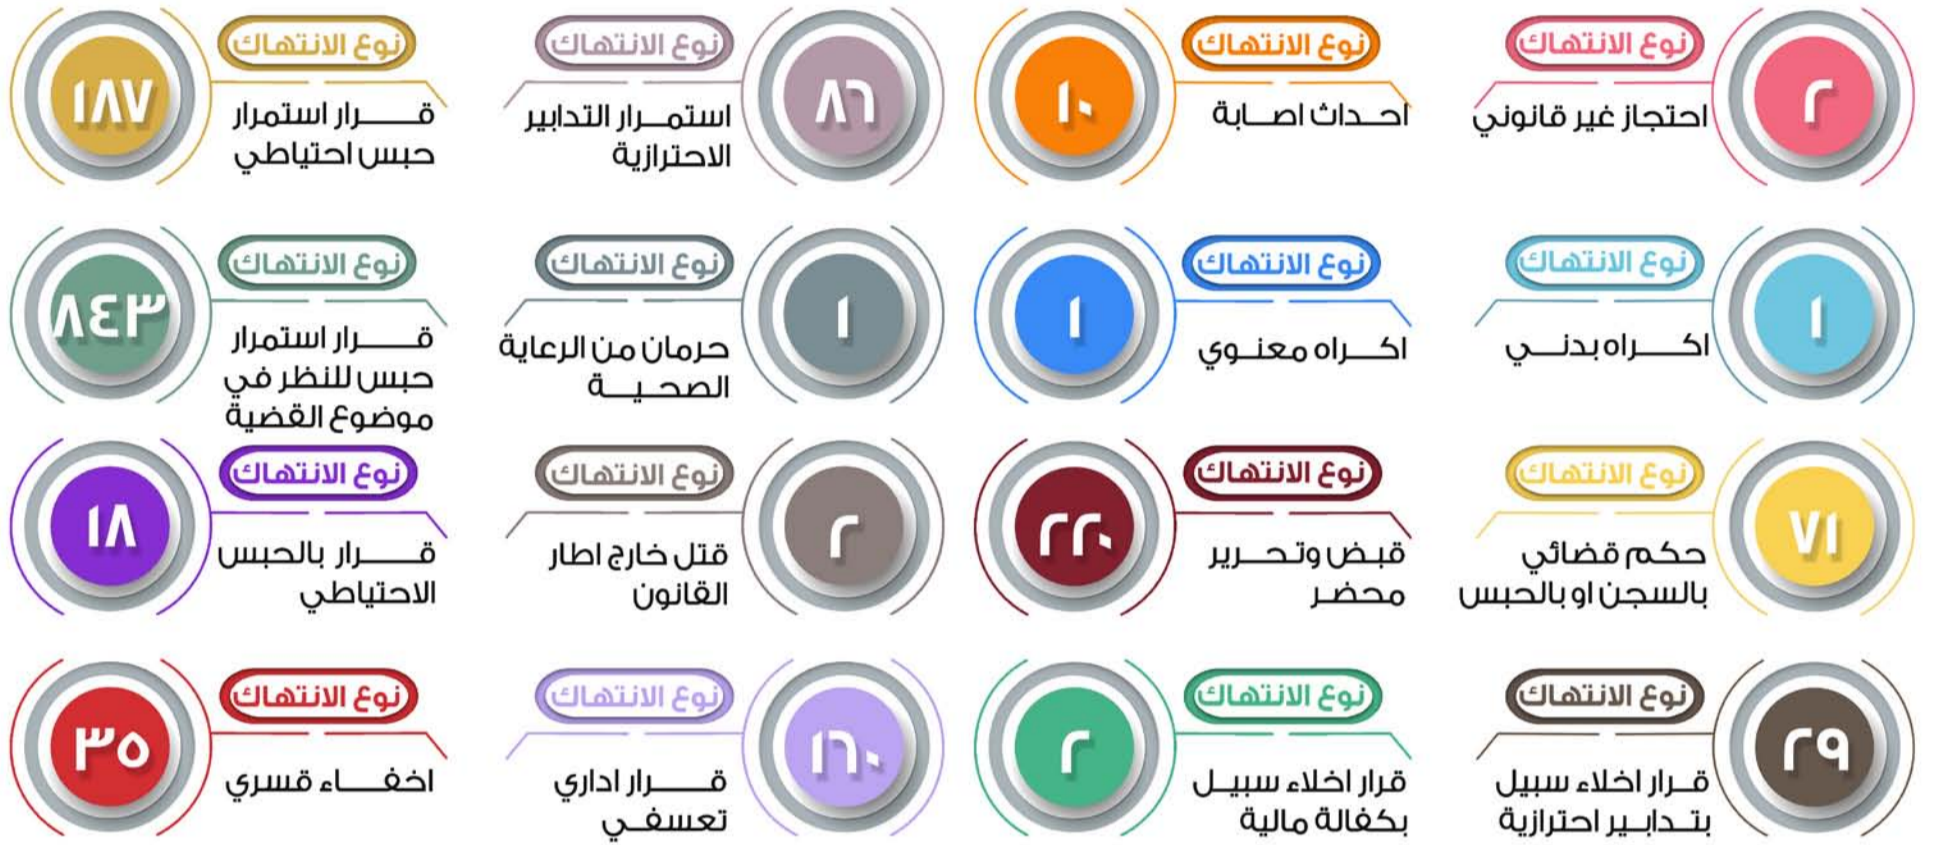 نوع الانتهاك
٢
احتجاز غير قانوني
نوع الانتهاك
١٠
احداث اصابة
نوع الانتهاك
٨٦
استمرار التدابير
الاحترازية
نوع الانتهاك
١٨٧
قرار استمرار
حبس احتياطي
نوع الانتهاك
١
اكراه بدني
نوع الانتهاك
١
اكراه معنوي
نوع الانتهاك
١
حرمان من الرعاية
الصحية
نوع الانتهاك
٨٤٣
قرار استمرار
حبس للنظر في
موضوع القضية
نوع الانتهاك
٧١
حكم قضائي
بالسجن او بالحبس
نوع الانتهاك
٢٢٠
قبض وتحرير
محضر
نوع الانتهاك
٢
قتل خارج اطار
القانون
نوع الانتهاك
١٨
قرار بالحبس
الاحتياطي
نوع الانتهاك
٢٩
قرار اخلاء سبيل
بتدابير احترازية
نوع الانتهاك
٢
قرار اخلاء سبيل
بكفالة مالية
نوع الانتهاك
١٦٠
قرار اداري
تعسفي
نوع الانتهاك
٣٥
اخفاء قسري